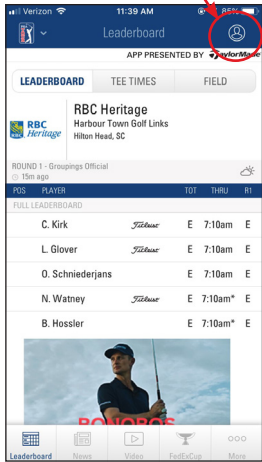 Verizon 11:39 AM 85%
Leaderboard
APP PRESENTED BY TaylorMade
LEADERBOARD TEE TIMES FIELD
RBC Heritage
RBC Heritage
Harbour Town Golf Links
Hilton Head, SC
ROUND 1 - Groupings Official
15m ago
POS PLAYER TOT THRU R1
FULL LEADERBOARD
C. Kirk Titleist E 7:10am E
L. Glover Titleist E 7:10am E
O. Schniederjans E 7:10am E
N. Watney Titleist E 7:10am* E
B. Hossler E 7:10am* E
BONOBOS
Leaderboard News Video FedExCup More